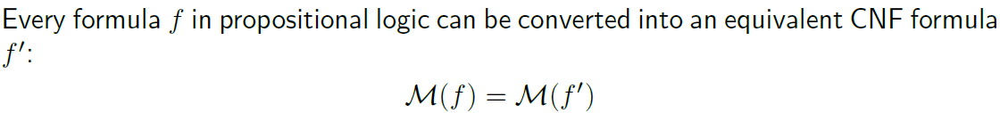 Every formula f in propositional logic can be converted into an equivalent CNF formula
f′:
ℳ(f) = ℳ(f′)